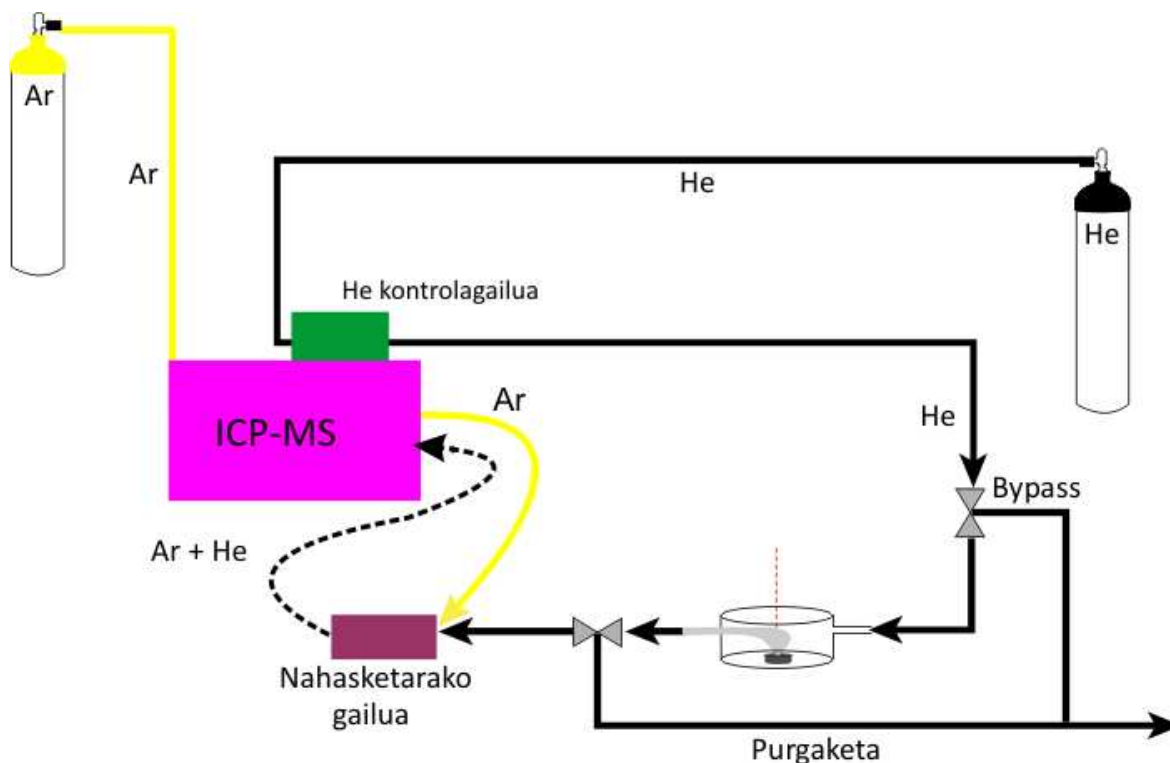 Ar
Ar
He
He
He kontrolagailua
Ar
ICP-MS
He
Bypass
Ar + He
Nahasketarako
gailua
Purgaketa